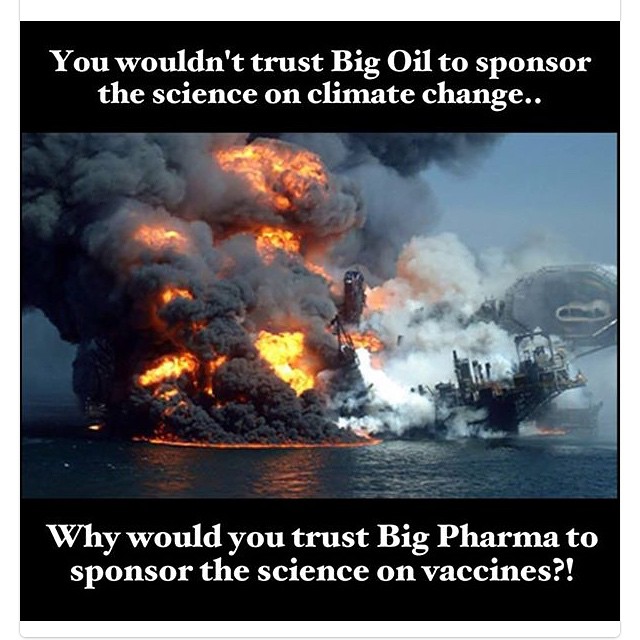 You wouldn't trust Big Oil to sponsor
the science on climate change..
Why would you trust Big Pharma to
sponsor the science on vaccines?!